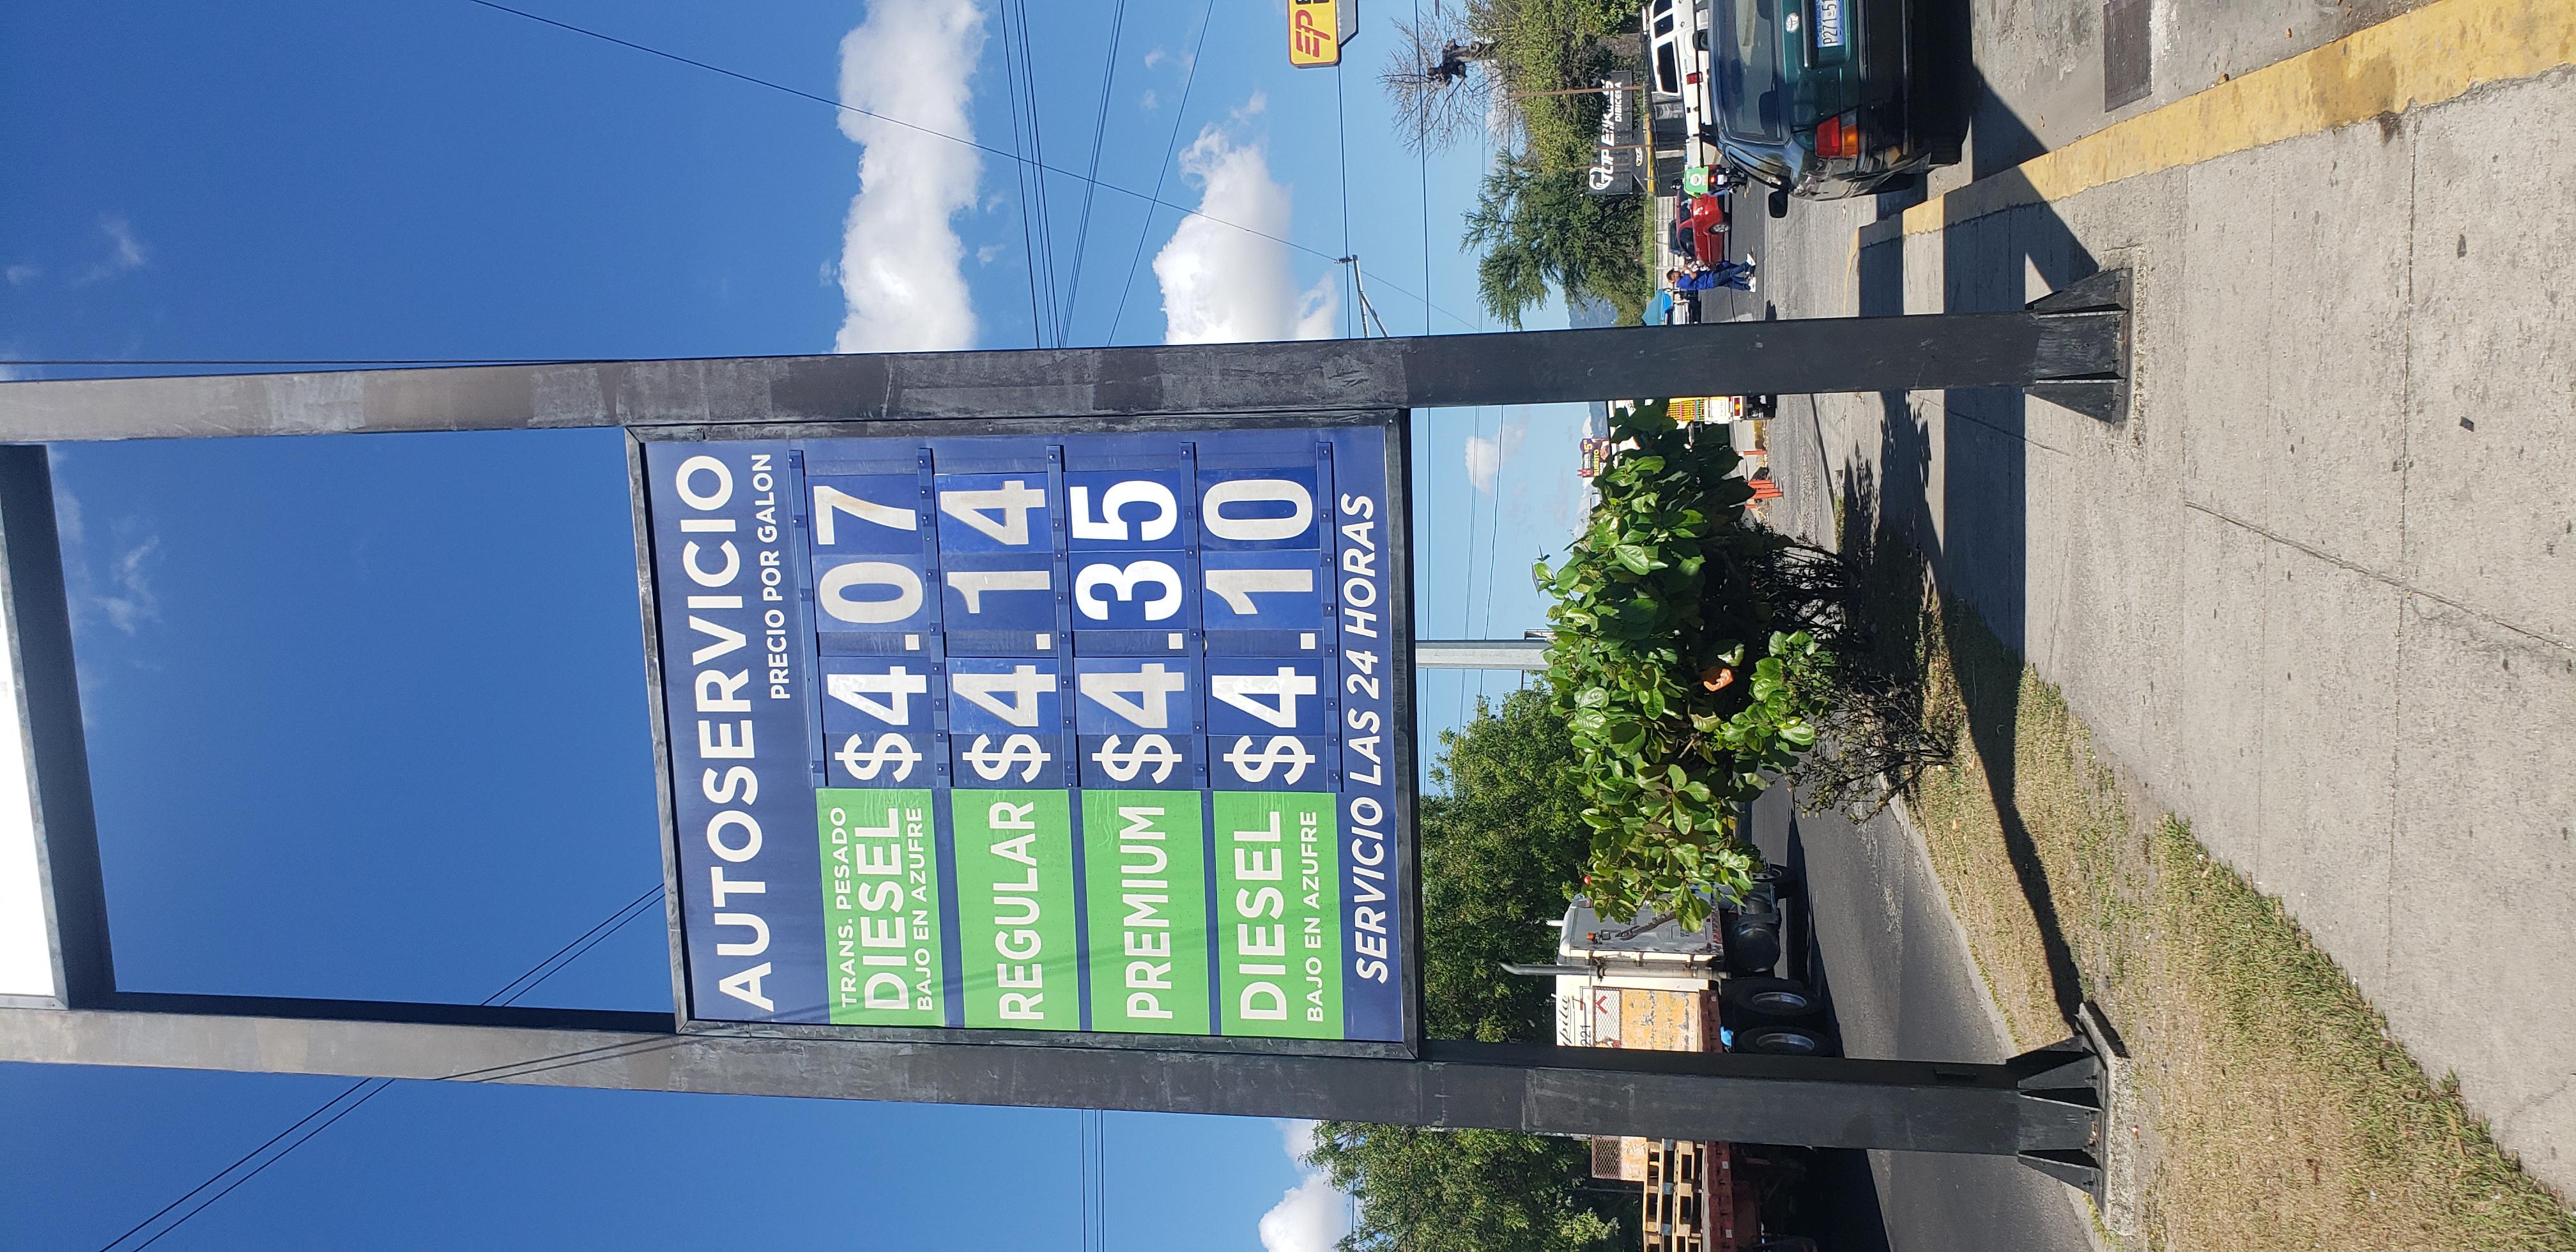 AUTOSERVICIO
PRECIO POR GALON
TRANS. PESADO
DIESEL
BAJO EN AZUFRE
$4.07
REGULAR $4.14
PREMIUM $4.35
DIESEL
BAJO EN AZUFRE
$4.10
SERVICIO LAS 24 HORAS
DIBICESA